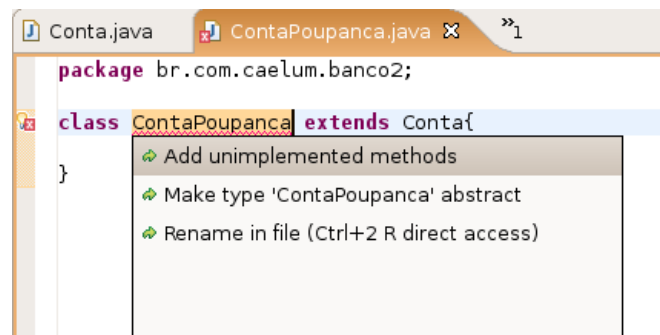 Conta.java ContaPoupanca.java »1
package br.com.caelum.banco2;
class ContaPoupanca extends Conta{
Add unimplemented methods
}
Make type 'ContaPoupanca' abstract
Rename in file (Ctrl+2 R direct access)